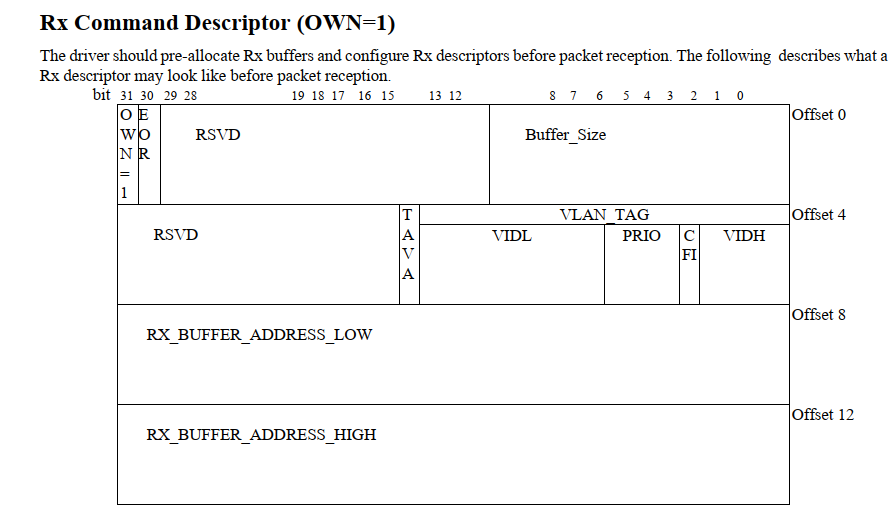 Rx Command Descriptor (OWN=1)
The driver should pre-allocate Rx buffers and configure Rx descriptors before packet reception. The following describes what a
Rx descriptor may look like before packet reception.
bit 31 30 29 28 19 18 17 16 15 13 12 8 7 6 5 4 3 2 1 0
OWN=1
EOR
RSVD
Buffer_Size
Offset 0
RSVD
TAVA
VLAN_TAG
VIDL
PRIO
CFI
VIDH
Offset 4
RX_BUFFER_ADDRESS_LOW
Offset 8
RX_BUFFER_ADDRESS_HIGH
Offset 12